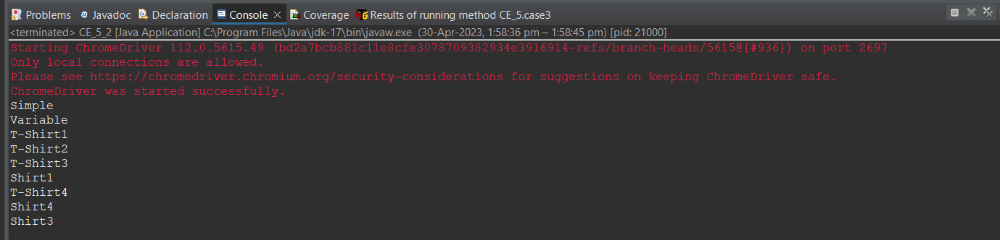 Problems @ Javadoc Declaration Console Coverage Results of running method CE_5.case3
<terminated> CE_5_2 [Java Application] C:\Program Files\Java\jdk-17\bin\javaw.exe (30-Apr-2023, 1:58:36 pm – 1:58:45 pm) [pid: 21000]
Starting ChromeDriver 112.0.5615.49 (bd2a7bcb881c11e8cfe3078709382934e3916914-refs/branch-heads/5615@{#936}) on port 2697
Only local connections are allowed.
Please see https://chromedriver.chromium.org/security-considerations for suggestions on keeping ChromeDriver safe.
ChromeDriver was started successfully.
Simple
Variable
T-Shirt1
T-Shirt2
T-Shirt3
Shirt1
T-Shirt4
Shirt4
Shirt3